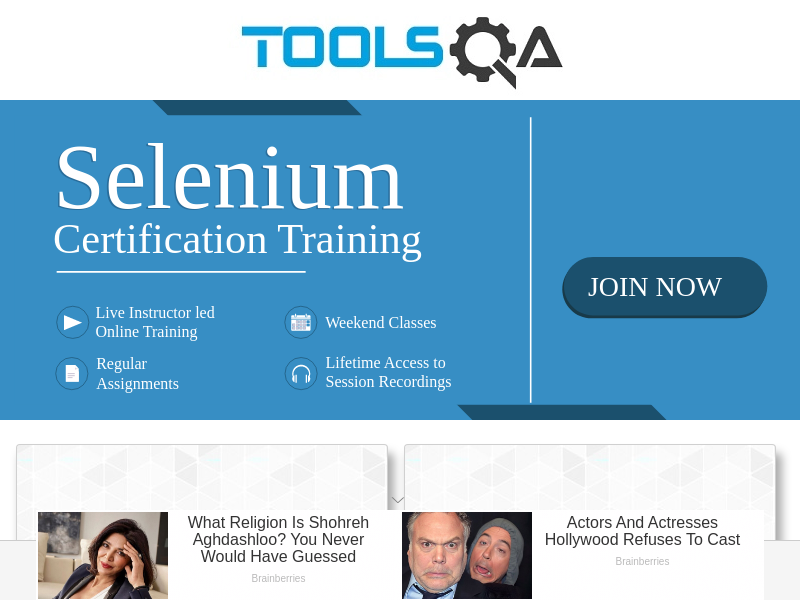 TOOLSQA
Selenium
Certification Training
Live Instructor led
Online Training
Weekend Classes
Regular
Assignments
Lifetime Access to
Session Recordings
JOIN NOW
What Religion Is Shohreh
Aghdashloo? You Never
Would Have Guessed
Brainberries
Actors And Actresses
Hollywood Refuses To Cast
Brainberries